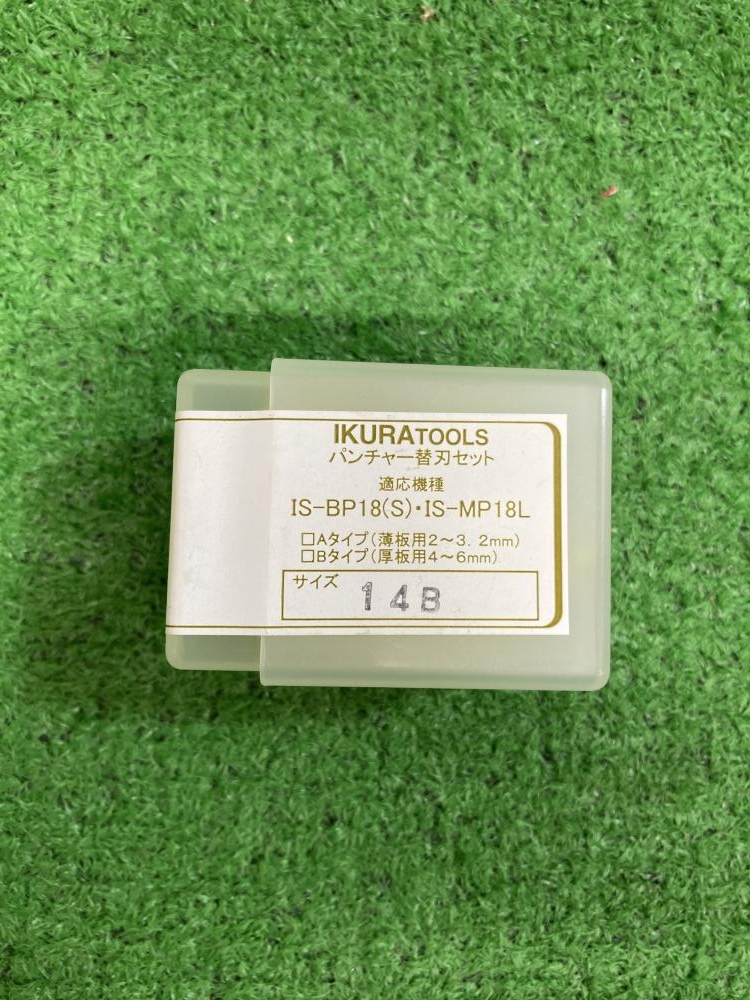 IKURATOOLS
パンチャー替刃セット
適応機種
IS-BP18(S)・IS-MP18L
□Aタイプ(薄板用2～3.2mm)
□Bタイプ(厚板用4～6mm)
サイズ
14B